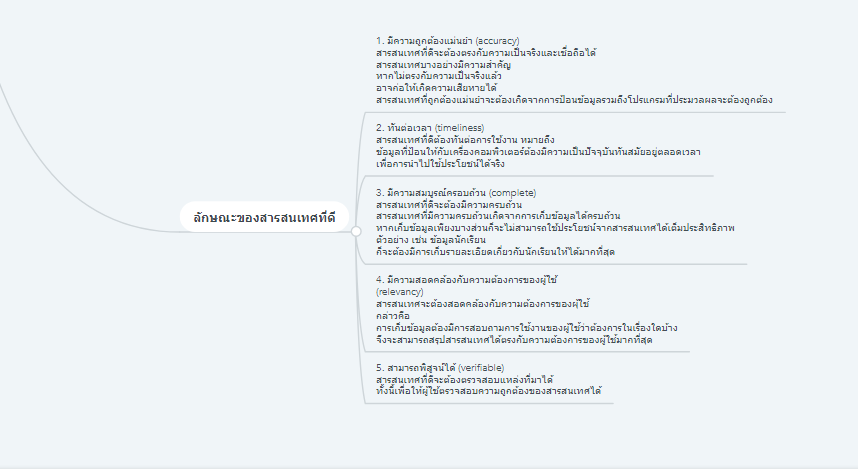 ลักษณะของสารสนเทศที่ดี
1. มีความถูกต้องแม่นยำ (accuracy)
สารสนเทศที่ดีจะต้องตรงกับความเป็นจริงและเชื่อถือได้
สารสนเทศบางอย่างมีความสำคัญ
หากไม่ตรงกับความเป็นจริงแล้ว
อาจก่อให้เกิดความเสียหายได้
สารสนเทศที่ถูกต้องแม่นยำจะต้องเกิดจากการป้อนข้อมูลรวมถึงโปรแกรมที่ประมวลผลจะต้องถูกต้อง
2. ทันต่อเวลา (timeliness)
สารสนเทศที่ดีต้องทันต่อการใช้งาน หมายถึง
ข้อมูลที่ป้อนให้กับเครื่องคอมพิวเตอร์ต้องมีความเป็นปัจจุบันทันสมัยอยู่ตลอดเวลา
เพื่อการนำไปใช้ประโยชน์ได้จริง
3. มีความสมบูรณ์ครอบถ้วน (complete)
สารสนเทศที่ดีจะต้องมีความครบถ้วน
สารสนเทศที่มีความครบถ้วนเกิดจากการเก็บข้อมูลได้ครบถ้วน
หากเก็บข้อมูลเพียงบางส่วนก็จะไม่สามารถใช้ประโยชน์จากสารสนเทศได้เต็มประสิทธิภาพ
ตัวอย่าง เช่น ข้อมูลนักเรียน
ก็จะต้องมีการเก็บรายละเอียดเกี่ยวกับนักเรียนให้ได้มากที่สุด
4. มีความสอดคล้องกับความต้องการของผู้ใช้
(relevancy)
สารสนเทศจะต้องสอดคล้องกับความต้องการของผู้ใช้
กล่าวคือ
การเก็บข้อมูลต้องมีการสอบถามการใช้งานของผู้ใช้ว่าต้องการในเรื่องใดบ้าง
จึงจะสามารถสรุปสารสนเทศได้ตรงกับความต้องการของผู้ใช้มากที่สุด
5. สามารถพิสูจน์ได้ (verifiable)
สารสนเทศที่ดีจะต้องตรวจสอบแหล่งที่มาได้
ทั้งนี้เพื่อให้ผู้ใช้ตรวจสอบความถูกต้องของสารสนเทศได้